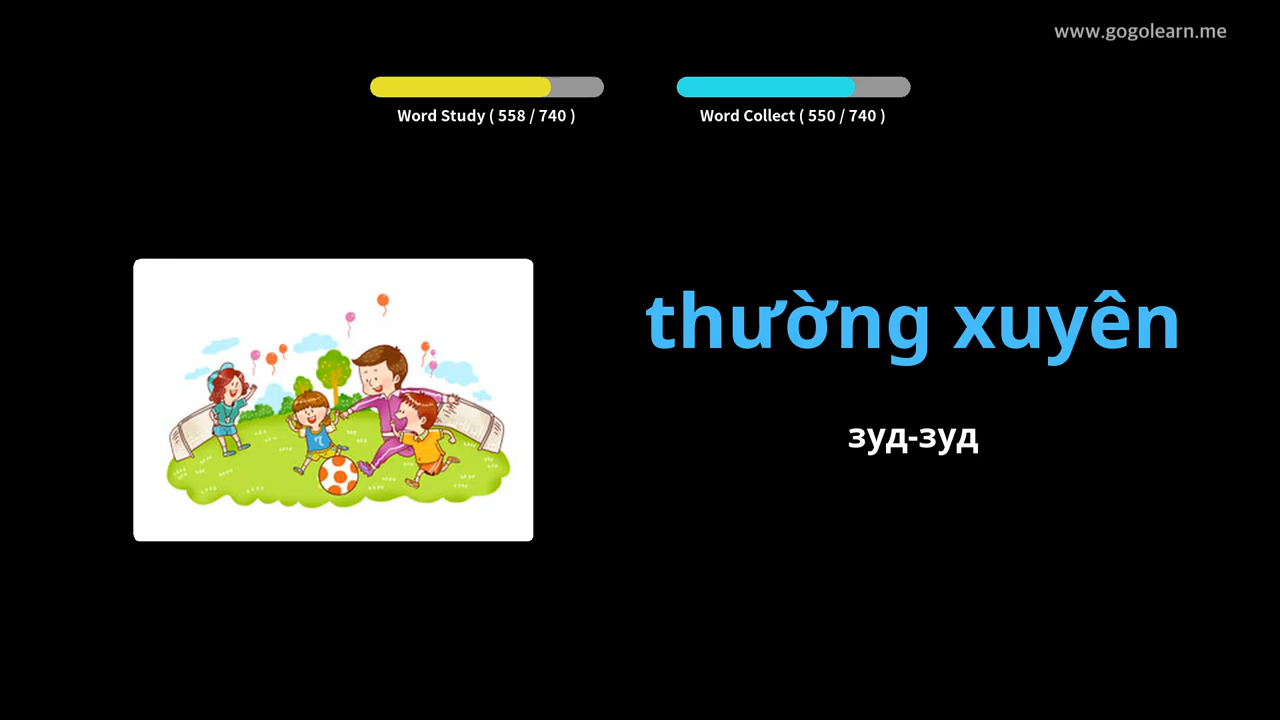 www.gogolearn.me
Word Study ( 558 / 740 )
Word Collect ( 550 / 740 )
thường xuyên
зуд-зуд